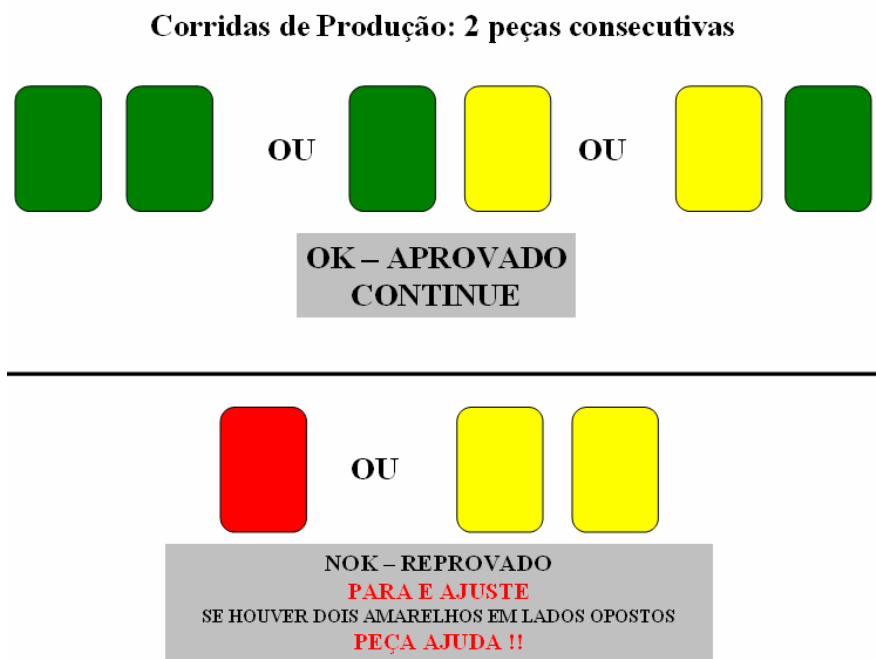 Corridas de Produção: 2 peças consecutivas
OU
OU
OK – APROVADO
CONTINUE
OU
NOK – REPROVADO
PARA E AJUSTE
SE HOUVER DOIS AMARELHOS EM LADOS OPOSTOS
PEÇA AJUDA !!